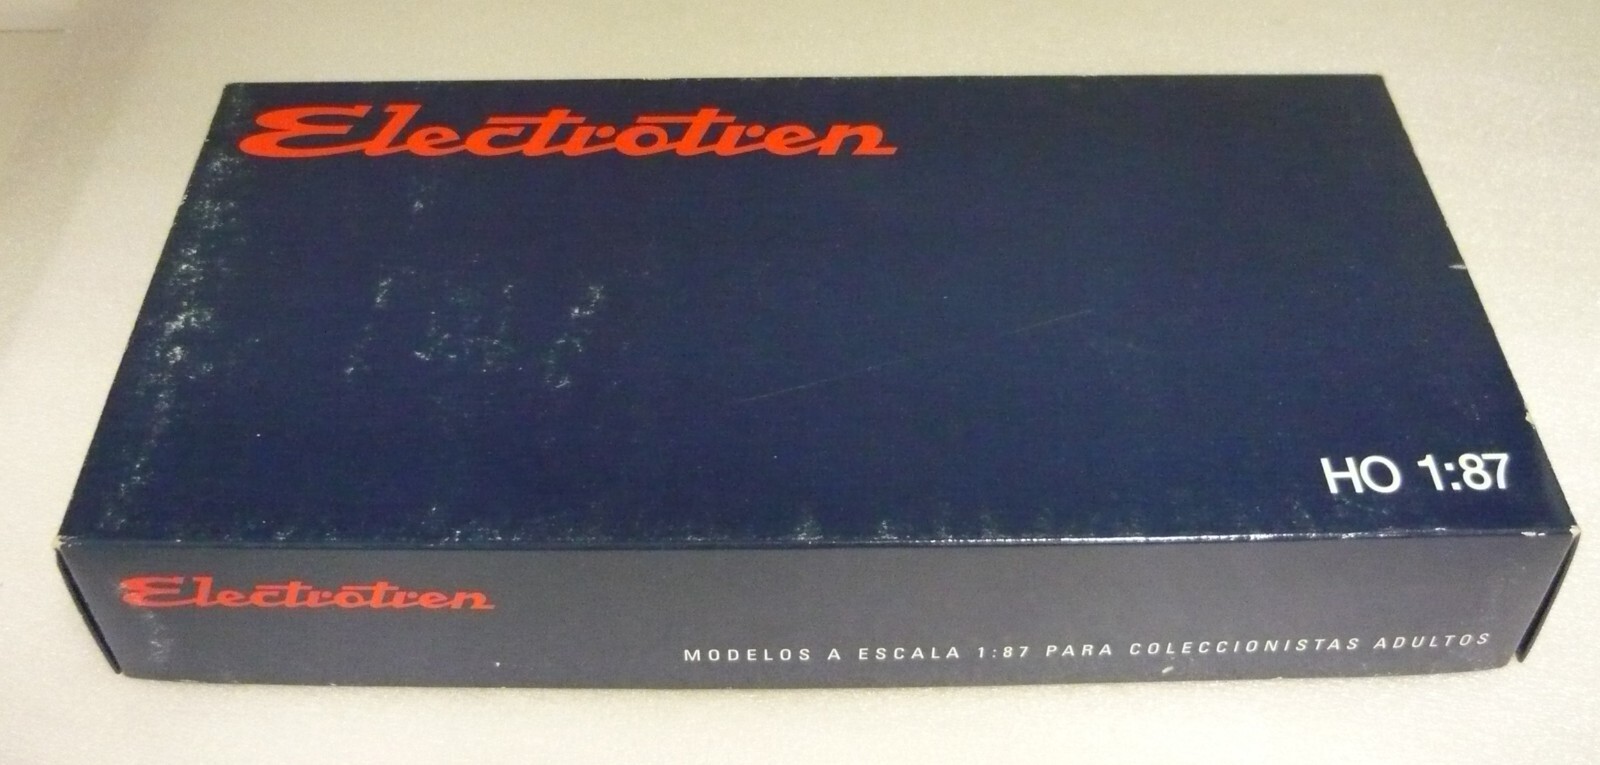 Electrotren
HO 1:87
Electrotren
MODELOS A ESCALA 1:87 PARA COLECCIONISTAS ADULTOS